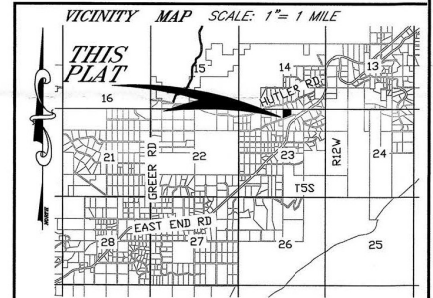 VICINITY MAP SCALE: 1"= 1 MILE
THIS
PLAT
15
14
13
16
HUTLER RD.
21
22
23
24
GREER RD
R12W
T5S
EAST END RD
28
27
26
25